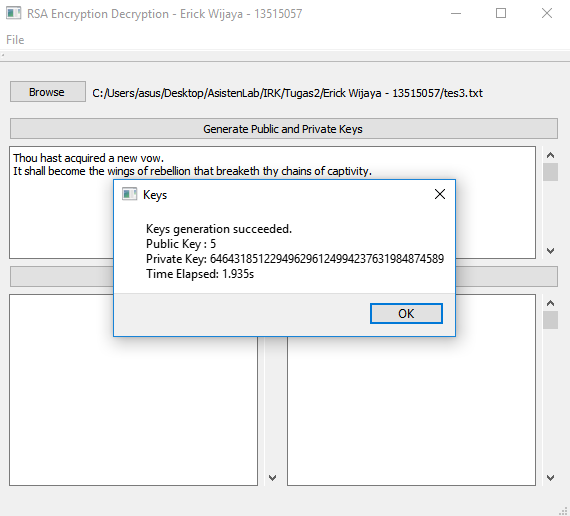 RSA Encryption Decryption - Erick Wijaya - 13515057
File
Browse
C:/Users/asus/Desktop/AsistenLab/IRK/Tugas2/Erick Wijaya - 13515057/tes3.txt
Generate Public and Private Keys
Thou hast acquired a new vow.
It shall become the wings of rebellion that breaketh thy chains of captivity.
Keys
Keys generation succeeded.
Public Key : 5
Private Key: 646431851229496296124994237631984874589
Time Elapsed: 1.935s
OK